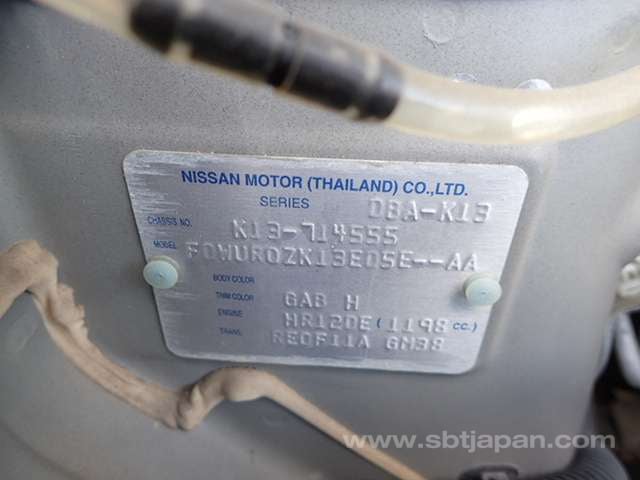 NISSAN MOTOR (THAILAND) CO.,LTD.
SERIES DBA-K13
CHASSIS NO. K13-714555
MODEL FDWUR0ZK13E05E--AA
BODY COLOR
TRIM COLOR GAB H
ENGINE HR12DE (1198 CC.)
TRANS. RE0F11A GM38
www.sbtjapan.com